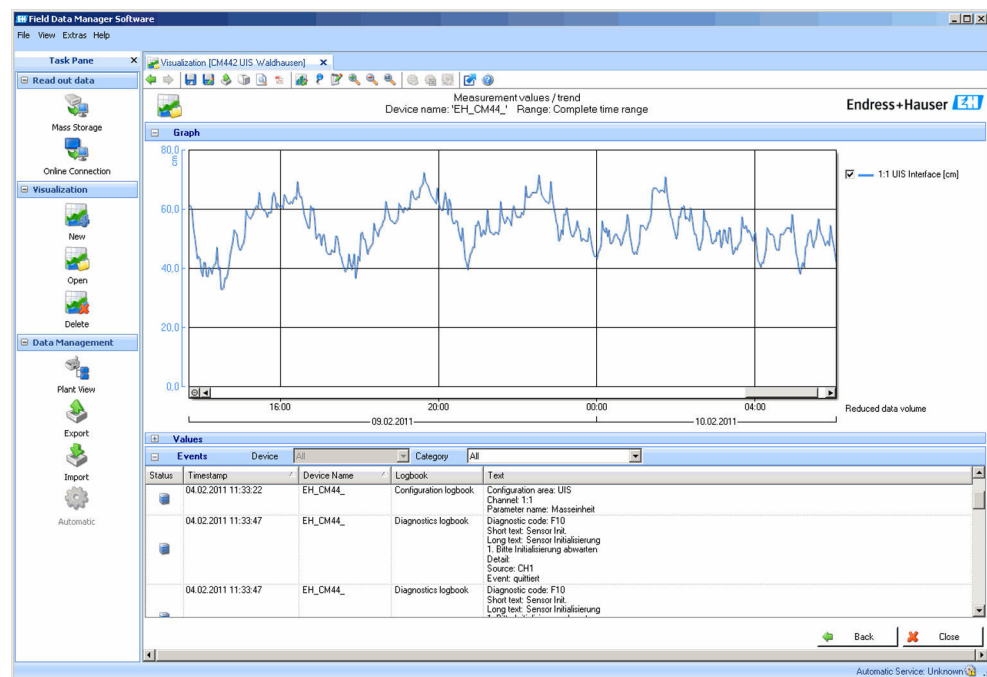 Field Data Manager Software
File View Extras Help
Task Pane X
Visualization [CM442 UIS Waldhausen] X
Read out data
Mass Storage
Online Connection
Visualization
New
Open
Delete
Data Management
Plant View
Export
Import
Automatic
Measurement values / trend
Device name: 'EH_CM44_' Range: Complete time range
Endress+Hauser EH
Graph
80,0
cm
60,0
40,0
20,0
0,0
1:1 UIS Interface [cm]
16:00 20:00 00:00 04:00
09.02.2011 10.02.2011
Reduced data volume
Values
Events Device All Category All
Status Timestamp Device Name Logbook Text
04.02.2011 11:33:22 EH_CM44_ Configuration logbook Configuration area: UIS
Channel: 1:1
Parameter name: Masseinheit
04.02.2011 11:33:47 EH_CM44_ Diagnostics logbook Diagnostic code: F10
Short text: Sensor Init.
Long text: Sensor Initialisierung
1. Bitte Initialisierung abwarten
Detail:
Source: CH1
Event: quittiert
04.02.2011 11:33:47 EH_CM44_ Diagnostics logbook Diagnostic code: F10
Short text: Sensor Init.
Long text: Sensor Initialisierung
Back Close
Automatic Service: Unknown